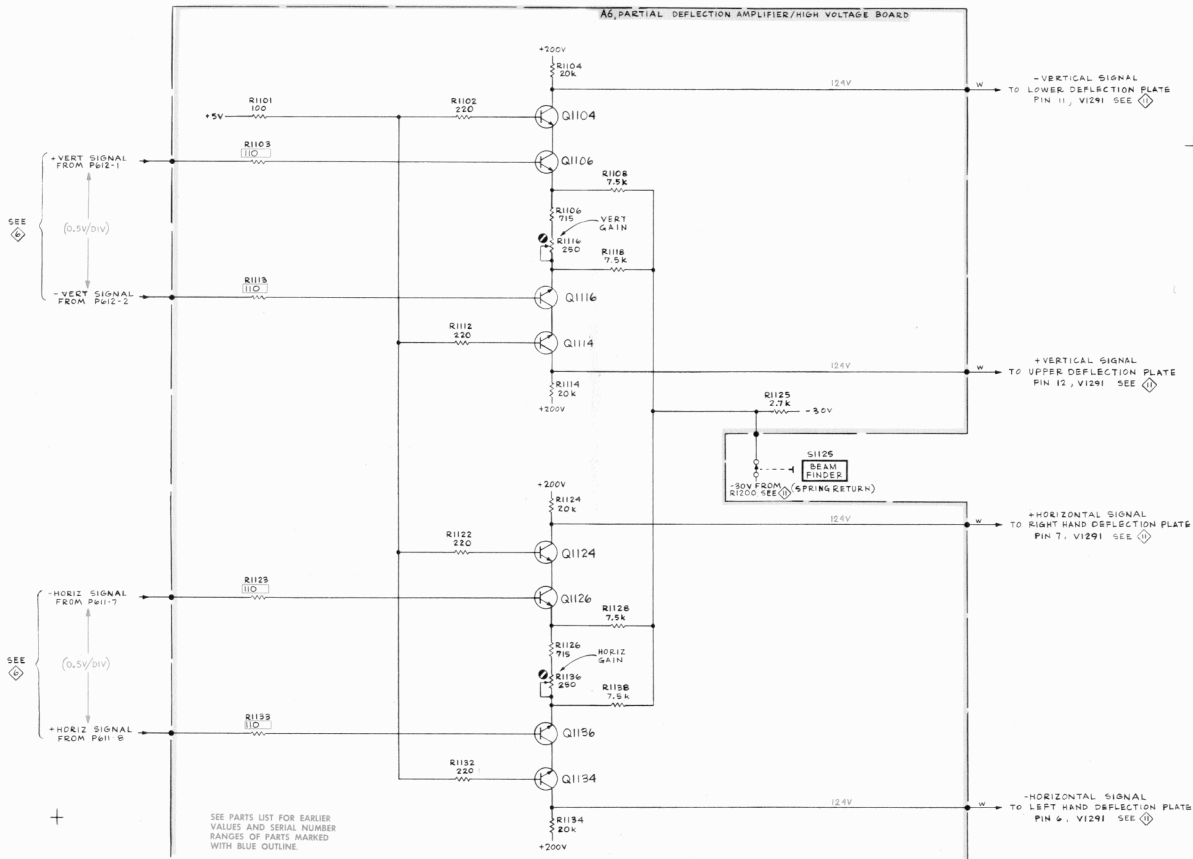 A6, PARTIAL DEFLECTION AMPLIFIER/HIGH VOLTAGE BOARD
+200V
R1104
20k
124V
W
-VERTICAL SIGNAL
TO LOWER DEFLECTION PLATE
PIN 11, V1291 SEE 11
R1101
100
+5V
R1102
220
Q1104
+VERT SIGNAL
FROM P612-1
R1103
110
Q1106
R1108
7.5k
SEE
6
(0.5V/DIV)
R1106
715
VERT
GAIN
R1116
250
R1118
7.5k
-VERT SIGNAL
FROM P612-2
R1113
110
Q1116
R1112
220
Q1114
124V
W
+VERTICAL SIGNAL
TO UPPER DEFLECTION PLATE
PIN 12, V1291 SEE 11
R1114
20k
+200V
R1125
2.7k
-30V
S1125
BEAM
FINDER
-30V FROM
R1200 SEE 11
(SPRING RETURN)
+200V
R1124
20k
124V
W
+HORIZONTAL SIGNAL
TO RIGHT HAND DEFLECTION PLATE
PIN 7, V1291 SEE 11
R1122
220
Q1124
-HORIZ SIGNAL
FROM P611-7
R1123
110
Q1126
R1128
7.5k
SEE
6
(0.5V/DIV)
R1126
715
HORIZ
GAIN
R1136
250
R1138
7.5k
+HORIZ SIGNAL
FROM P611-8
R1133
110
Q1136
R1132
220
Q1134
124V
W
-HORIZONTAL SIGNAL
TO LEFT HAND DEFLECTION PLATE
PIN 6, V1291 SEE 11
R1134
20k
+200V
SEE PARTS LIST FOR EARLIER
VALUES AND SERIAL NUMBER
RANGES OF PARTS MARKED
WITH BLUE OUTLINE.